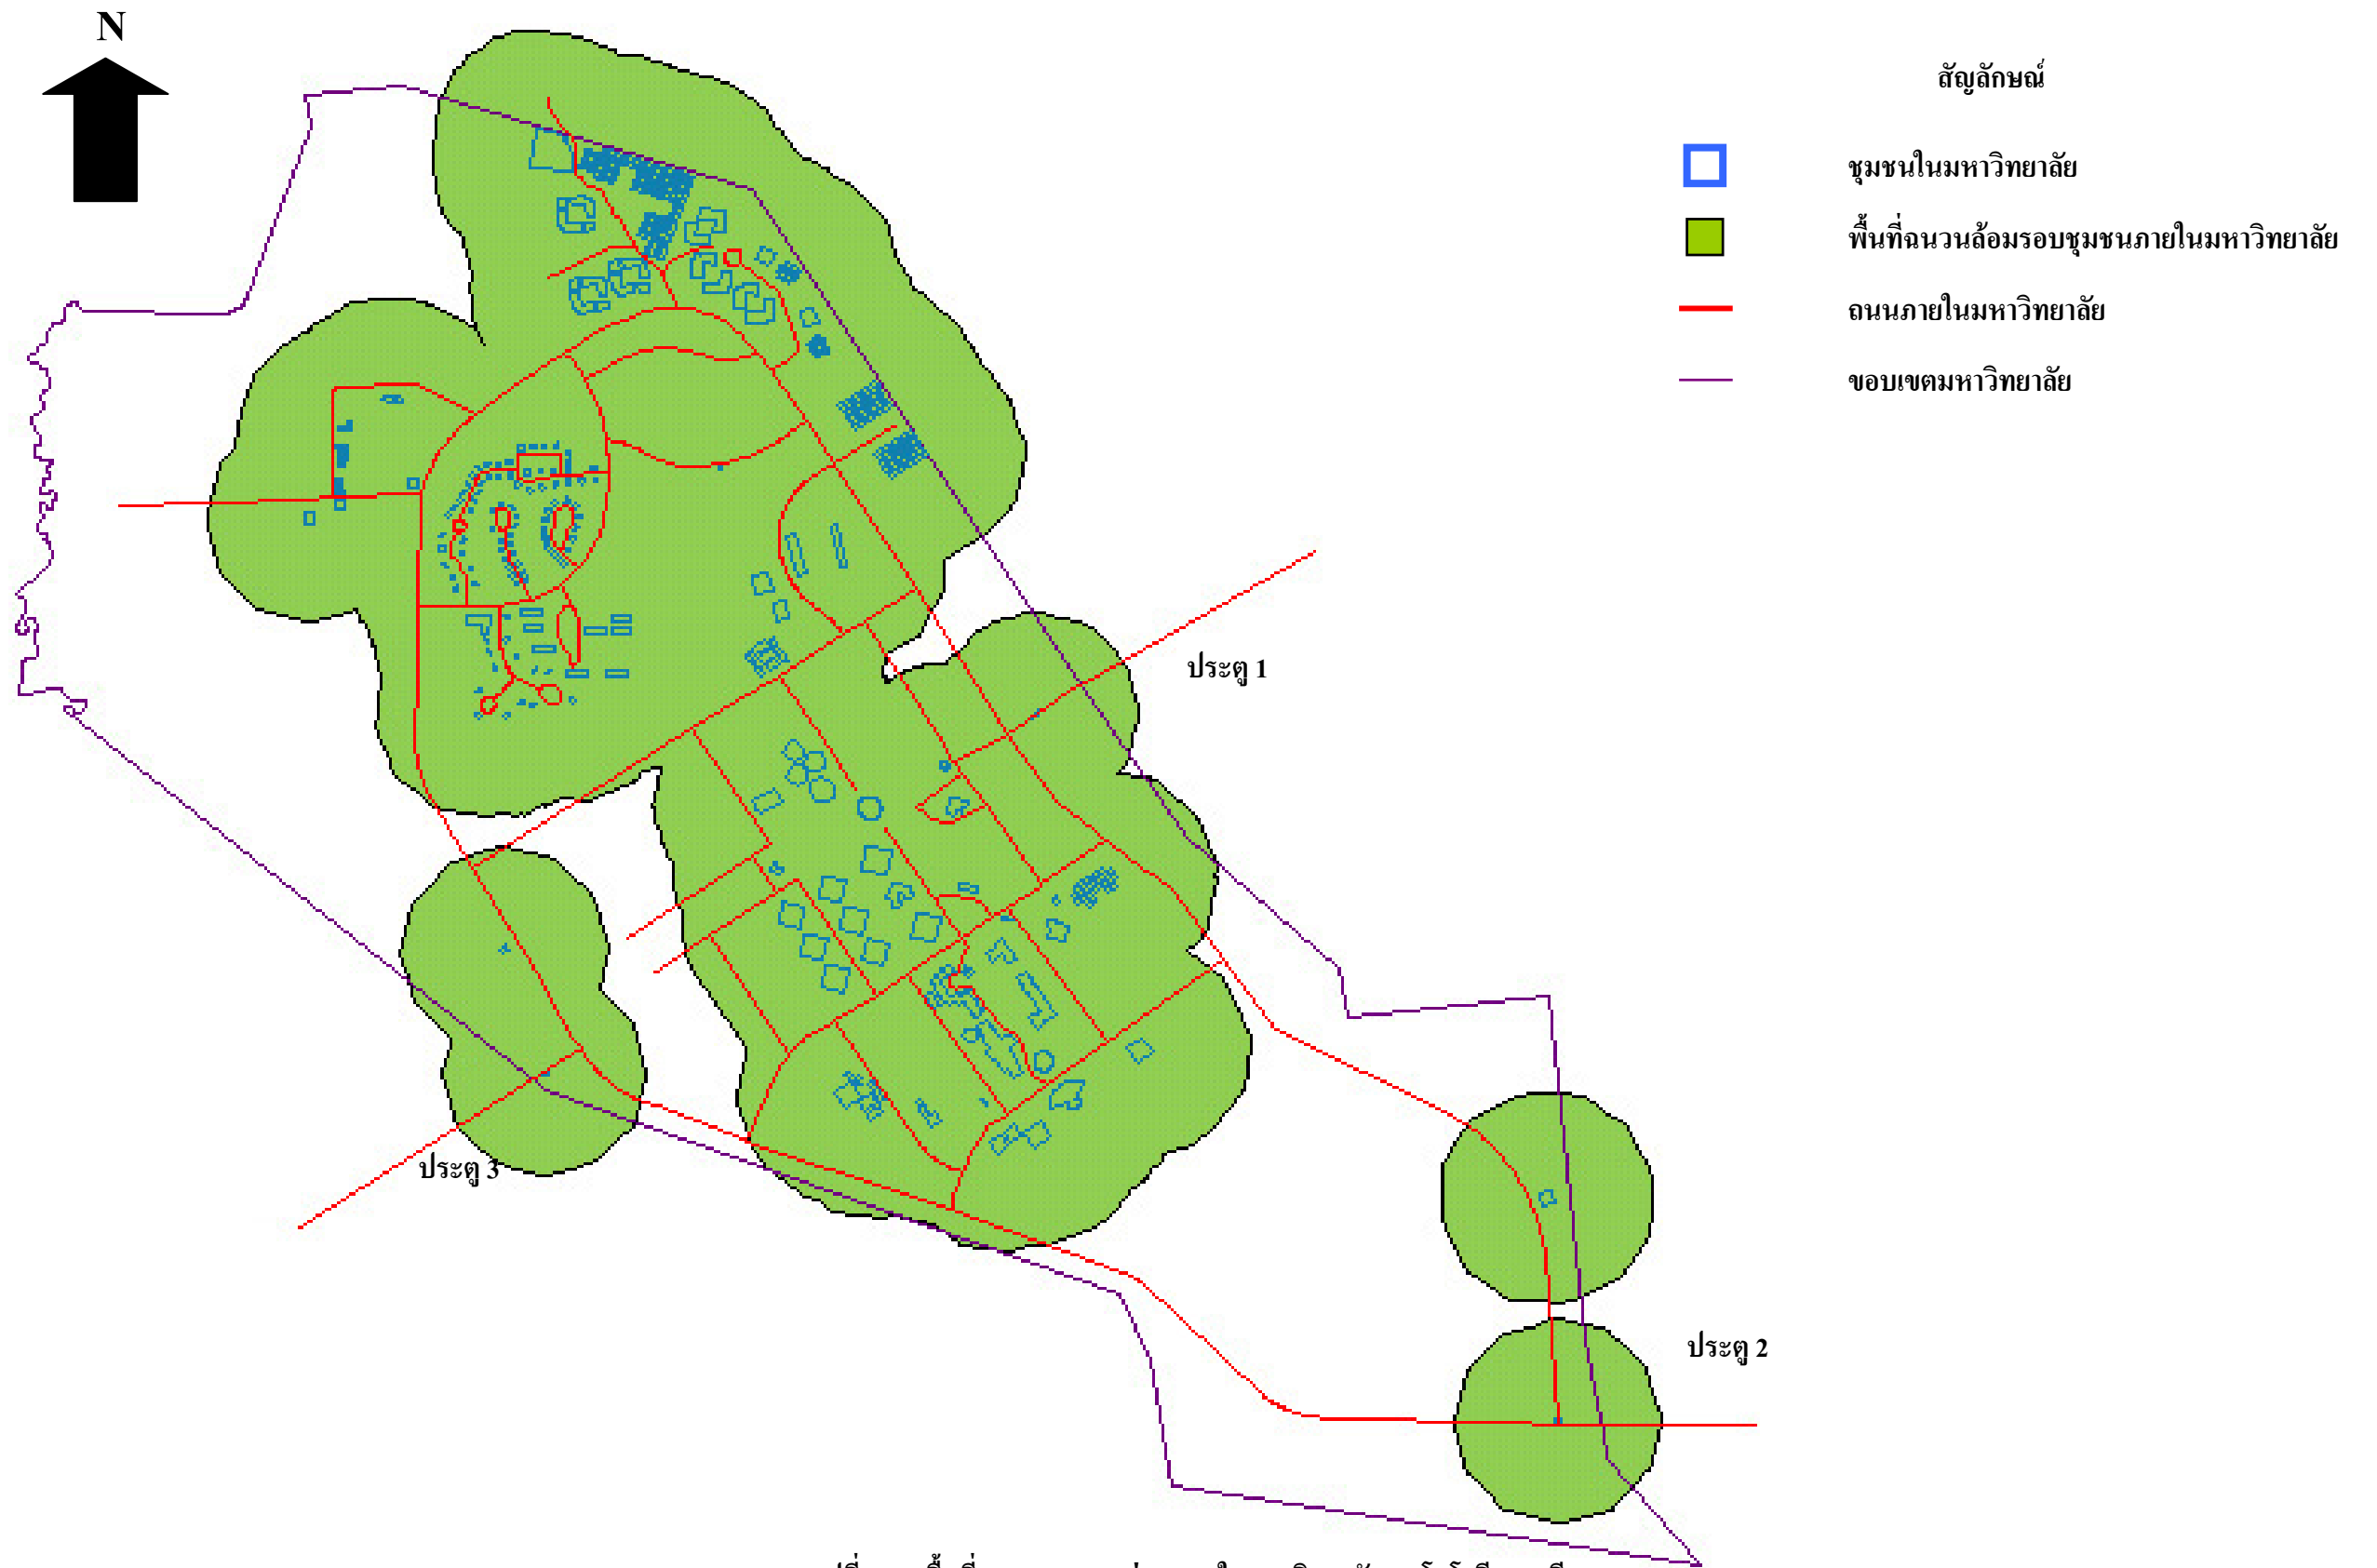 N
สัญลักษณ์
ชุมชนในมหาวิทยาลัย
พื้นที่ฉนวนล้อมรอบชุมชนภายในมหาวิทยาลัย
ถนนภายในมหาวิทยาลัย
ขอบเขตมหาวิทยาลัย
ประตู 1
ประตู 3
ประตู 2